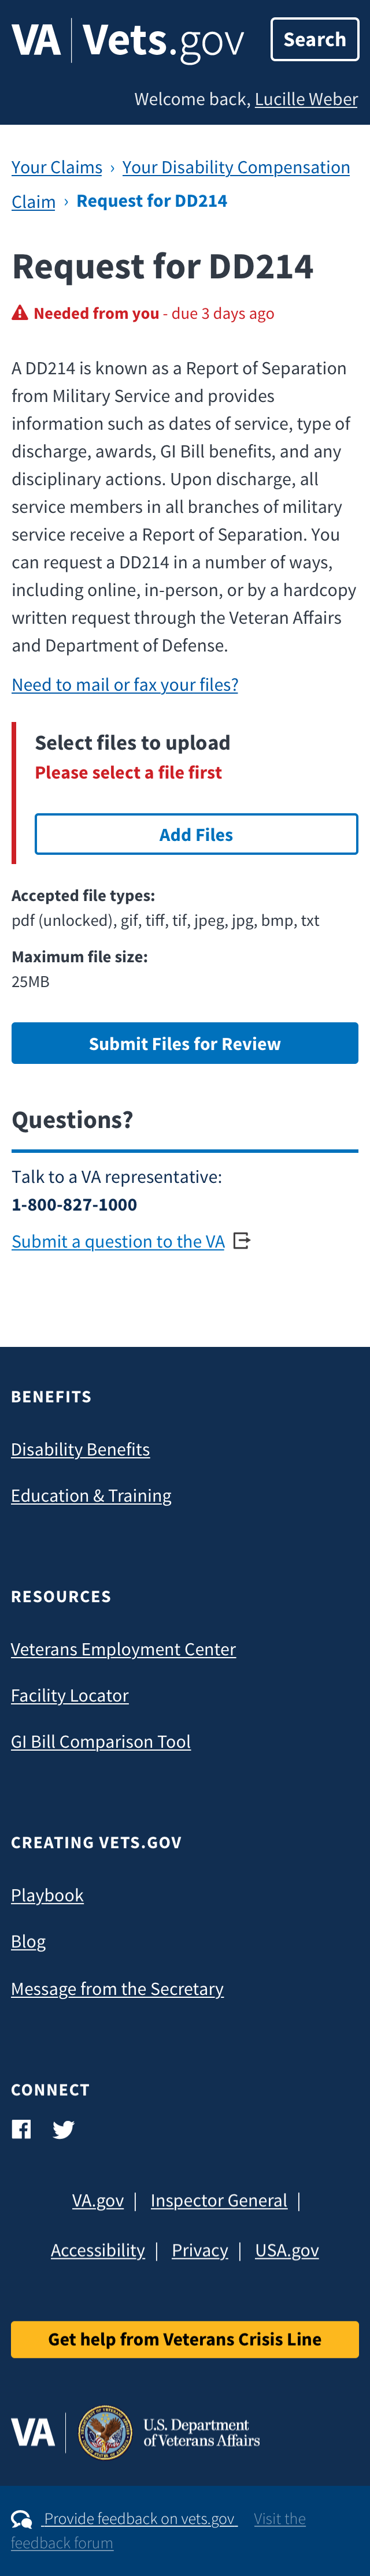 VA | Vets.gov Search
Welcome back, Lucille Weber
Your Claims › Your Disability Compensation
Claim › Request for DD214
Request for DD214
Needed from you - due 3 days ago
A DD214 is known as a Report of Separation
from Military Service and provides
information such as dates of service, type of
discharge, awards, GI Bill benefits, and any
disciplinary actions. Upon discharge, all
service members in all branches of military
service receive a Report of Separation. You
can request a DD214 in a number of ways,
including online, in-person, or by a hardcopy
written request through the Veteran Affairs
and Department of Defense.
Need to mail or fax your files?
Select files to upload
Please select a file first
Add Files
Accepted file types:
pdf (unlocked), gif, tiff, tif, jpeg, jpg, bmp, txt
Maximum file size:
25MB
Submit Files for Review
Questions?
Talk to a VA representative:
1-800-827-1000
Submit a question to the VA
BENEFITS
Disability Benefits
Education & Training
RESOURCES
Veterans Employment Center
Facility Locator
GI Bill Comparison Tool
CREATING VETS.GOV
Playbook
Blog
Message from the Secretary
CONNECT
VA.gov | Inspector General |
Accessibility | Privacy | USA.gov
Get help from Veterans Crisis Line
VA | U.S. Department
of Veterans Affairs
Provide feedback on vets.gov Visit the
feedback forum